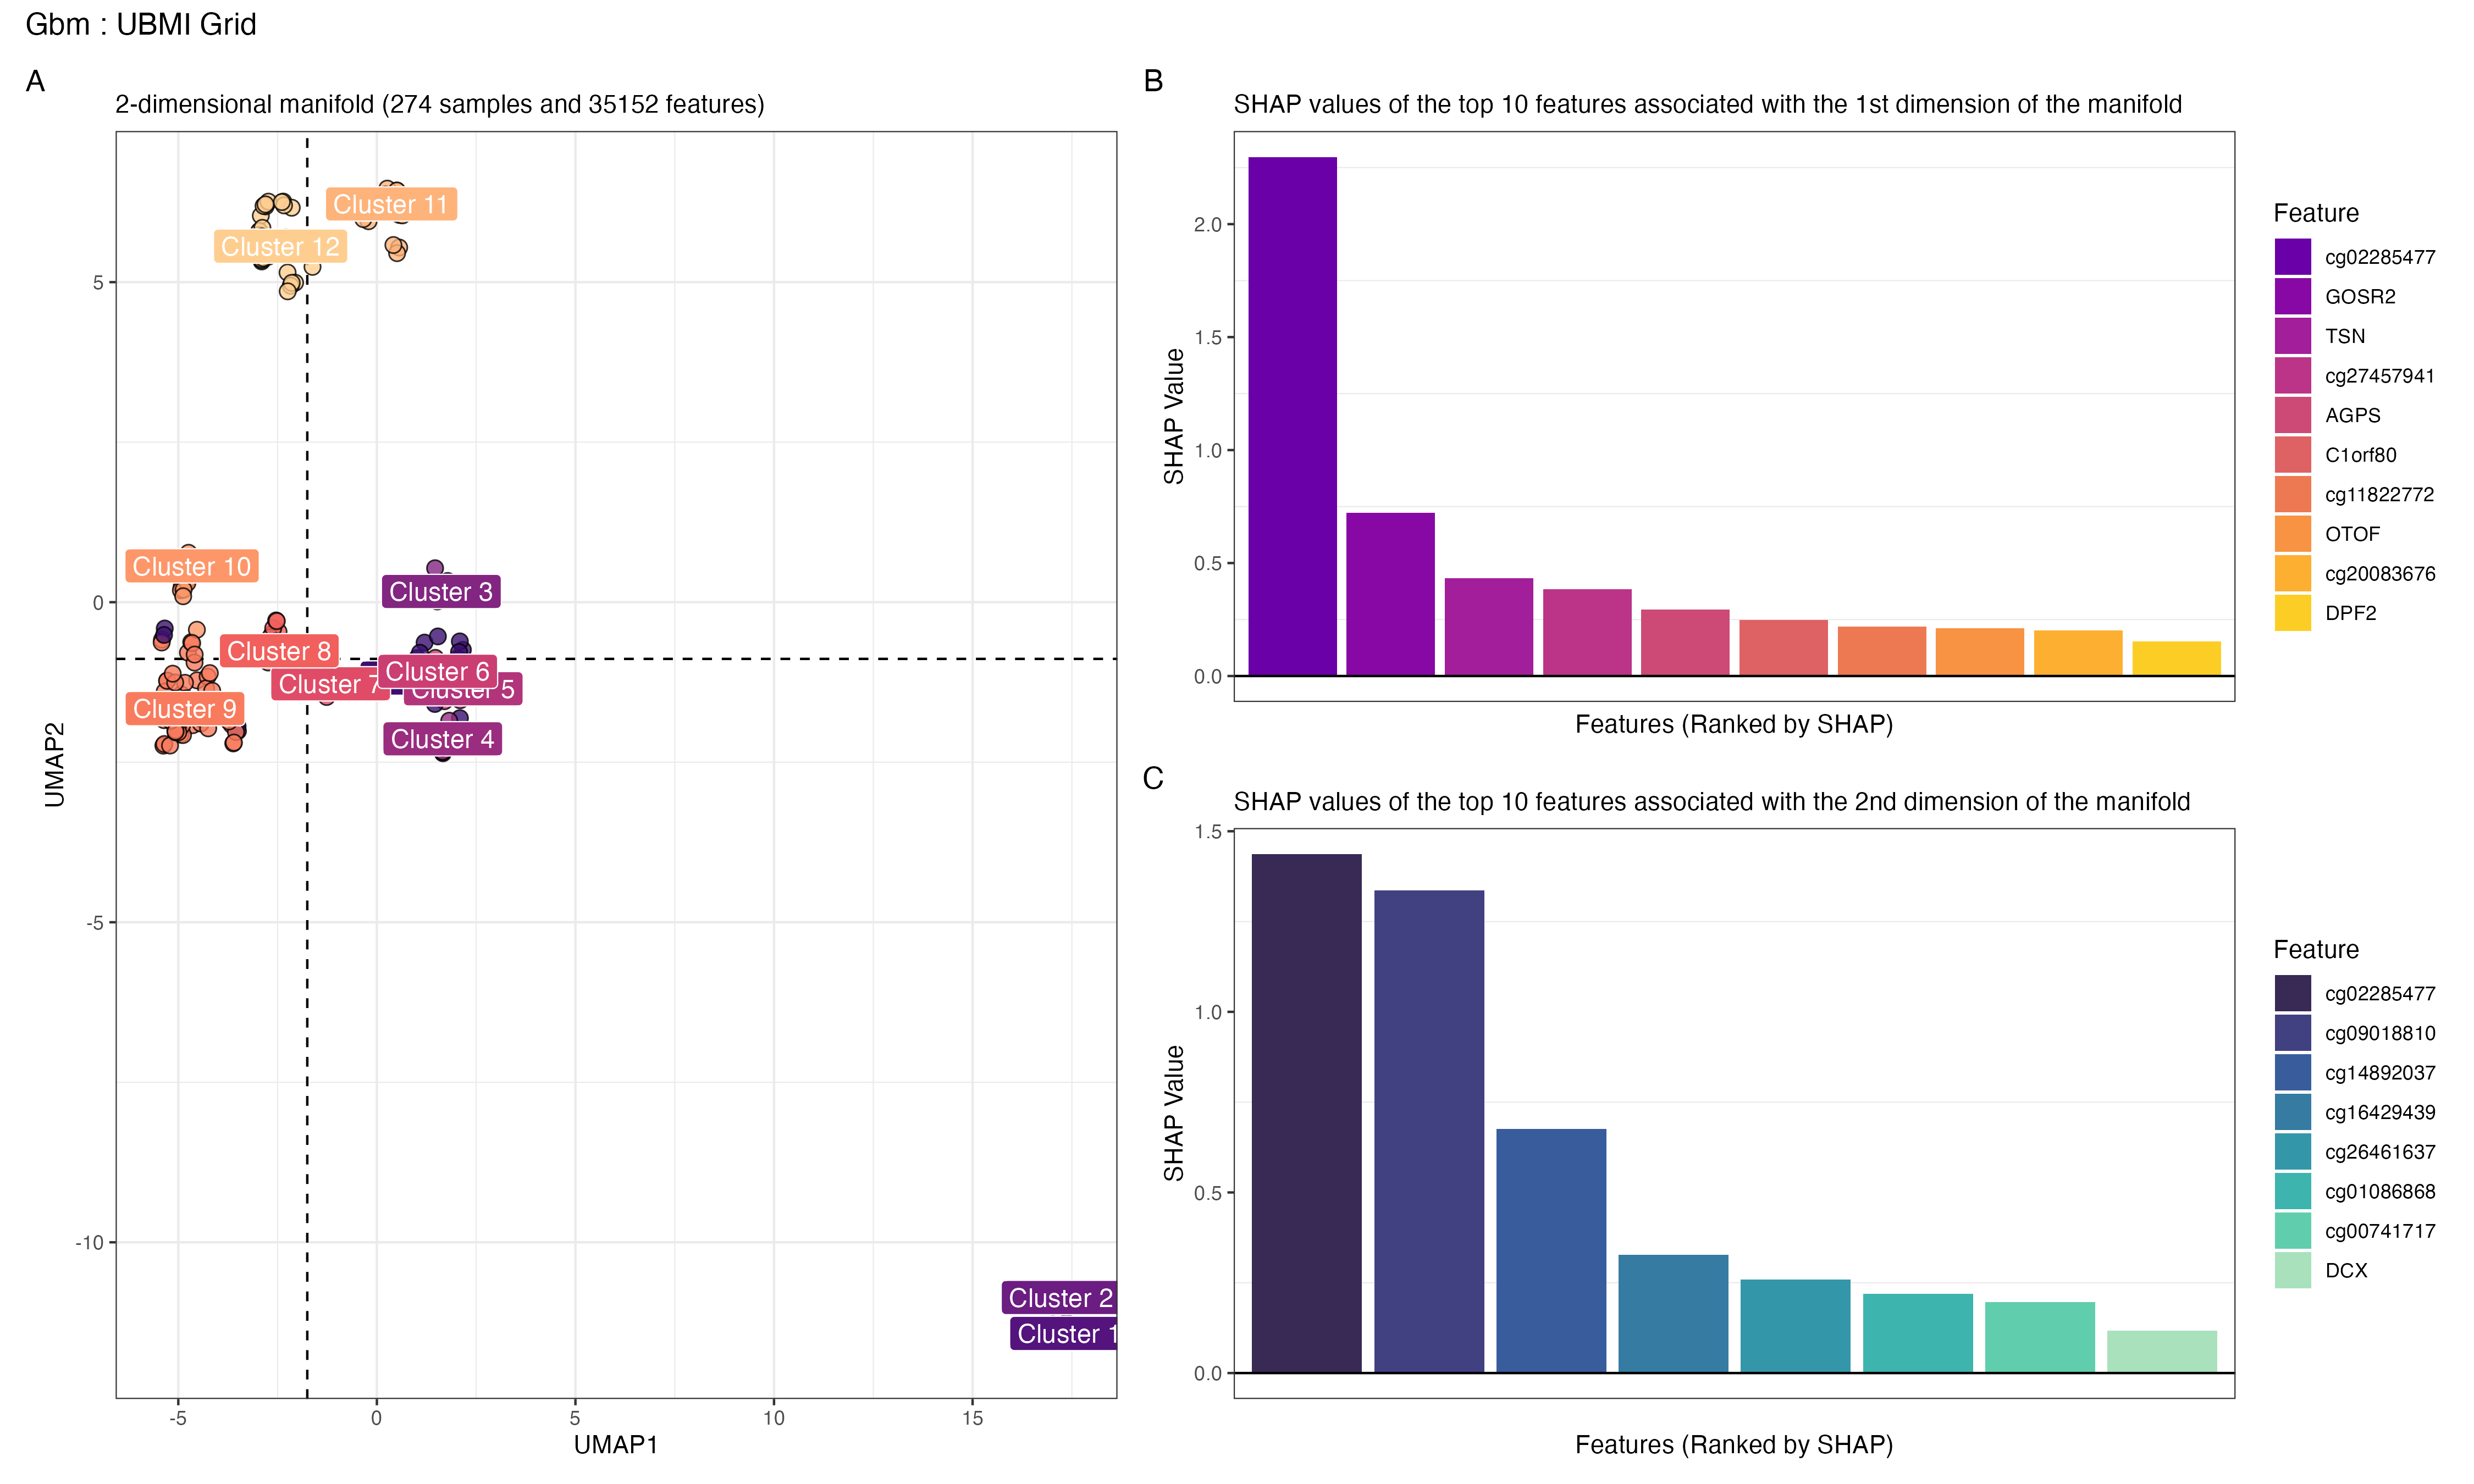 Gbm : UBMI Grid
A
2-dimensional manifold (274 samples and 35152 features)
Cluster 11
Cluster 12
Cluster 10
Cluster 3
Cluster 8
Cluster 6
Cluster 7
Cluster 5
Cluster 9
Cluster 4
Cluster 2
Cluster 1
5
0
-5
-10
UMAP2
-5
0
5
10
15
UMAP1
B
SHAP values of the top 10 features associated with the 1st dimension of the manifold
2.0
1.5
1.0
0.5
0.0
SHAP Value
Features (Ranked by SHAP)
Feature
cg02285477
GOSR2
TSN
cg27457941
AGPS
C1orf80
cg11822772
OTOF
cg20083676
DPF2
C
SHAP values of the top 10 features associated with the 2nd dimension of the manifold
1.5
1.0
0.5
0.0
SHAP Value
Features (Ranked by SHAP)
Feature
cg02285477
cg09018810
cg14892037
cg16429439
cg26461637
cg01086868
cg00741717
DCX